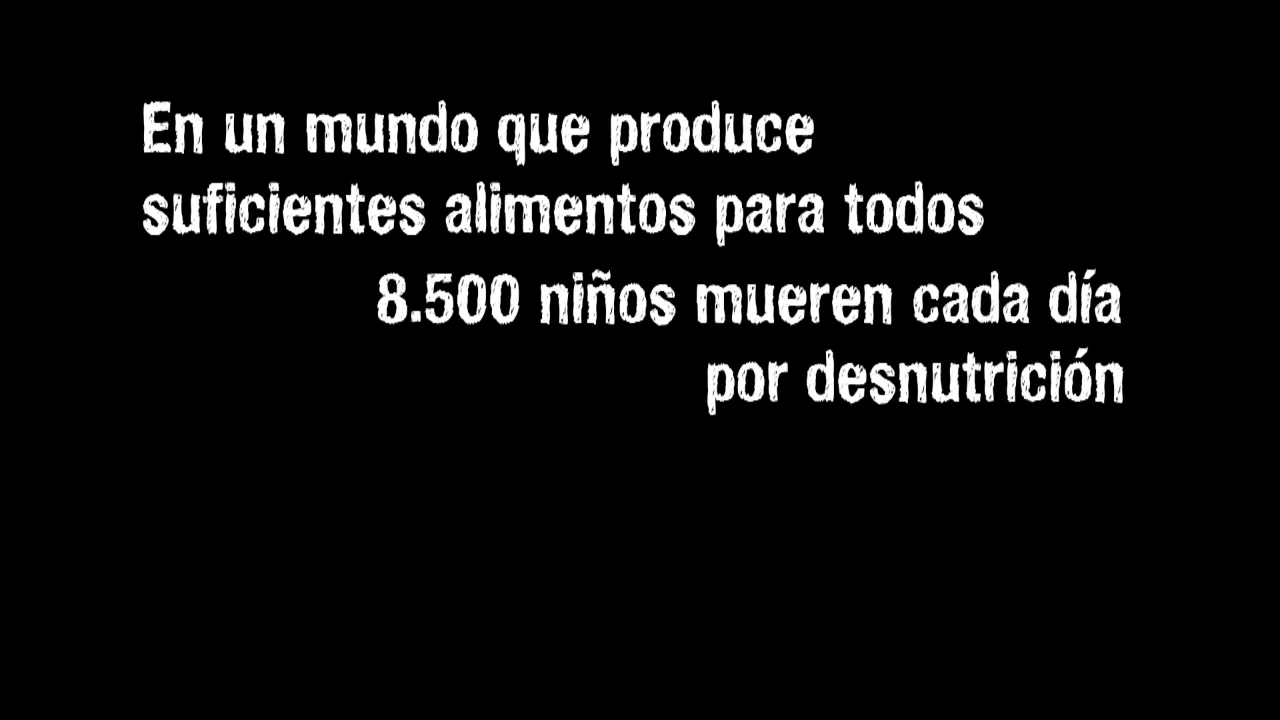 En un mundo que produce
suficientes alimentos para todos
8.500 niños mueren cada día
por desnutrición